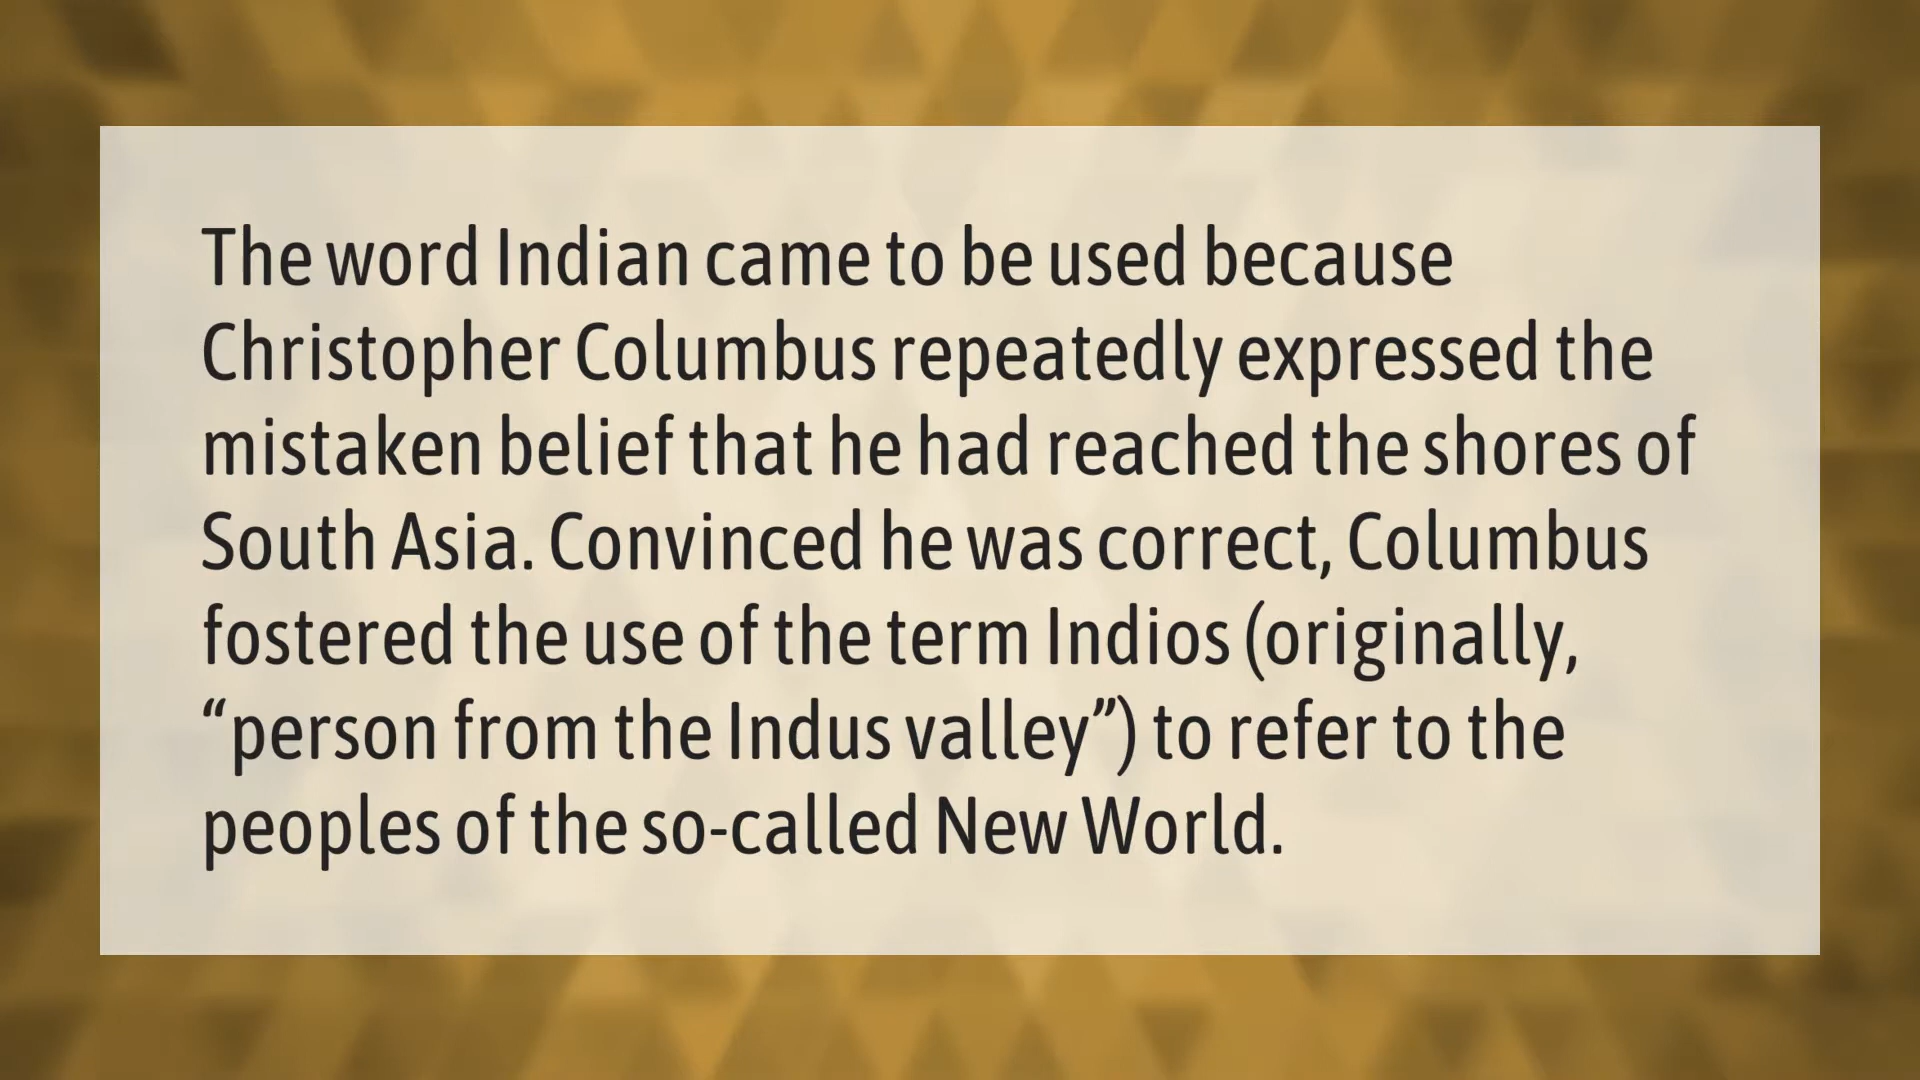 The word Indian came to be used because
Christopher Columbus repeatedly expressed the
mistaken belief that he had reached the shores of
South Asia. Convinced he was correct, Columbus
fostered the use of the term Indios (originally,
“person from the Indus valley”) to refer to the
peoples of the so-called New World.